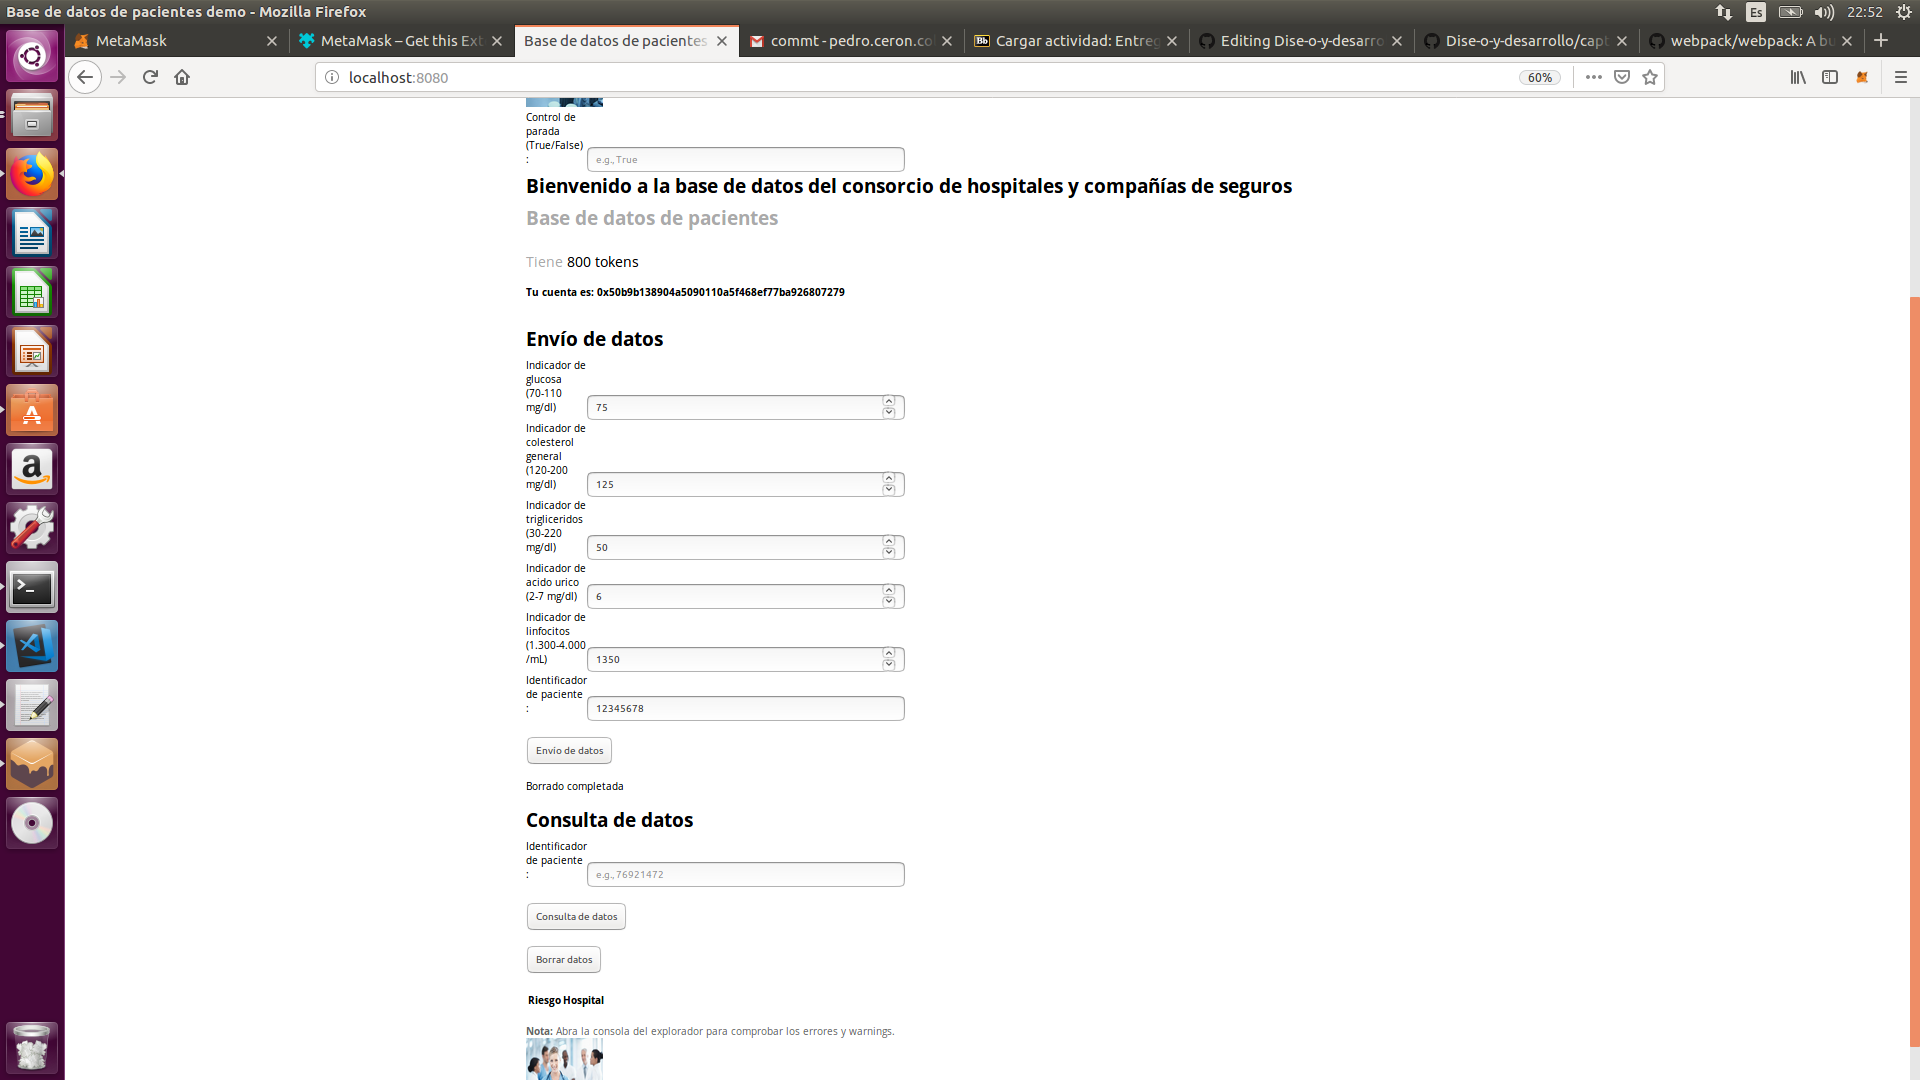 Base de datos de pacientes demo - Mozilla Firefox
Es
22:52
MetaMask
MetaMask – Get this Ext
Base de datos de pacientes
commt - pedro.ceron.co
Bb
Cargar actividad: Entreg
Editing Dise-o-y-desarro
Dise-o-y-desarrollo/capt
webpack/webpack: A bu
localhost:8080
60%
Control de
parada
(True/False)
:
e.g., True
Bienvenido a la base de datos del consorcio de hospitales y compañías de seguros
Base de datos de pacientes
Tiene 800 tokens
Tu cuenta es: 0x50b9b138904a5090110a5f468ef77ba926807279
Envío de datos
Indicador de
glucosa
(70-110
mg/dl)
75
Indicador de
colesterol
general
(120-200
mg/dl)
125
Indicador de
trigliceridos
(30-220
mg/dl)
50
Indicador de
acido urico
(2-7 mg/dl)
6
Indicador de
linfocitos
(1.300-4.000
/mL)
1350
Identificador
de paciente
:
12345678
Envío de datos
Borrado completada
Consulta de datos
Identificador
de paciente
:
e.g., 76921472
Consulta de datos
Borrar datos
Riesgo Hospital
Nota: Abra la consola del explorador para comprobar los errores y warnings.